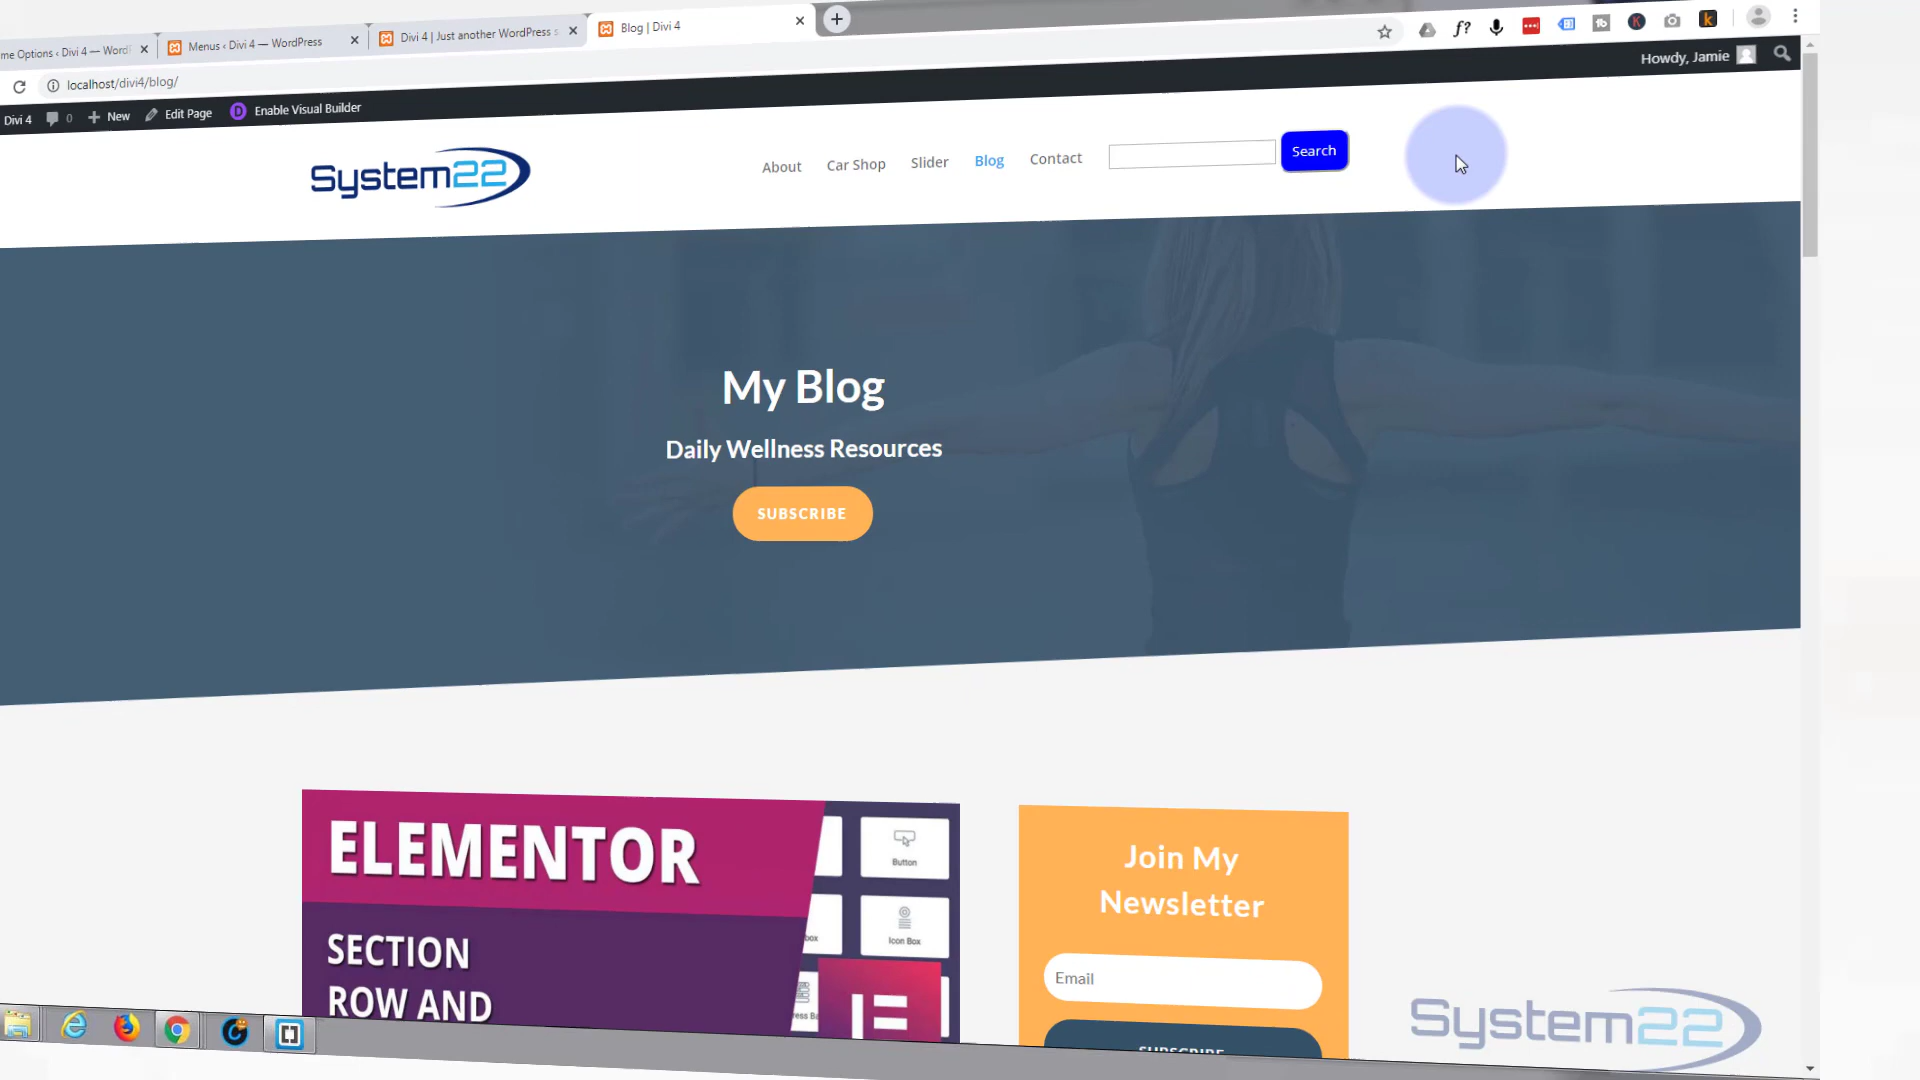 me Options ‹ Divi 4 — Word
Menus ‹ Divi 4 — WordPress
Divi 4 | Just another WordPress s
Blog | Divi 4
localhost/divi4/blog/
Howdy, Jamie
Divi 4
0
New
Edit Page
Enable Visual Builder
System22
About
Car Shop
Slider
Blog
Contact
Search
My Blog
Daily Wellness Resources
SUBSCRIBE
ELEMENTOR
SECTION
ROW AND
Button
Icon Box
Join My
Newsletter
Email
SUBSCRIBE
System22